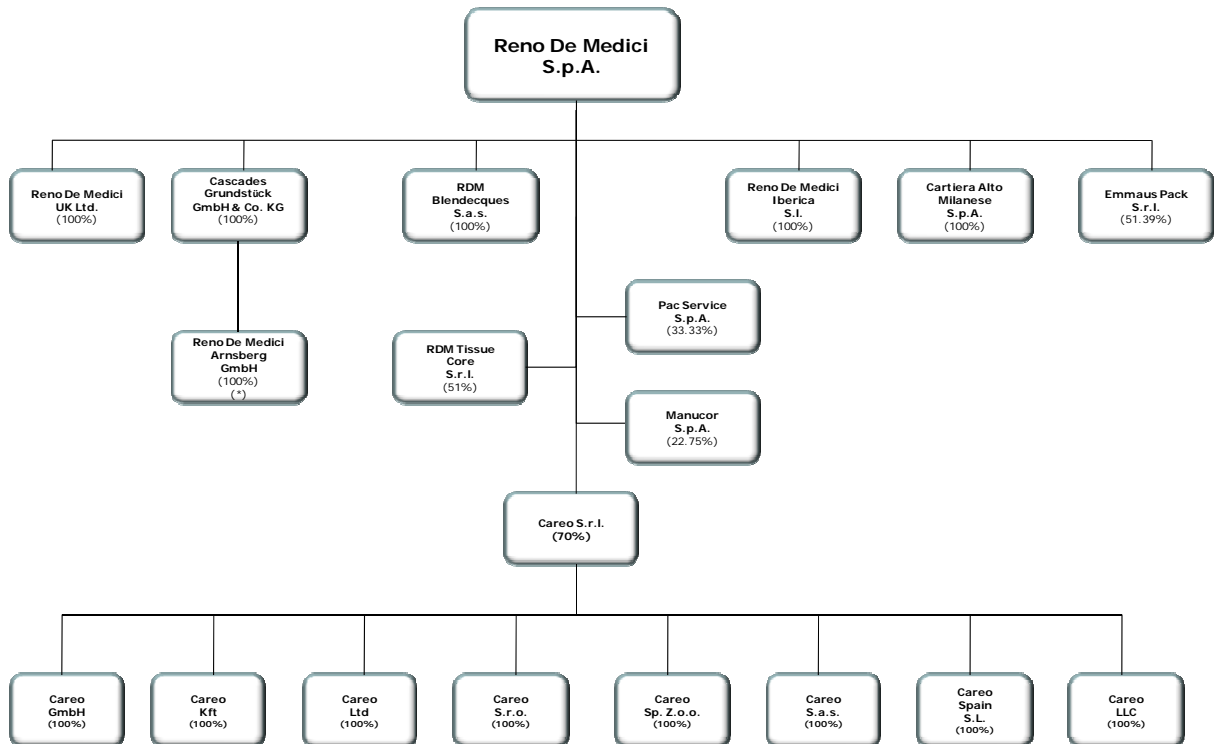 Reno De Medici
S.p.A.
Reno De Medici
UK Ltd.
(100%)
Cascades
Grundstück
GmbH & Co. KG
(100%)
RDM
Blendecques
S.a.s.
(100%)
Reno De Medici
Iberica
S.l.
(100%)
Cartiera Alto
Milanese
S.p.A.
(100%)
Emmaus Pack
S.r.l.
(51.39%)
Pac Service
S.p.A.
(33.33%)
Reno De Medici
Arnsberg
GmbH
(100%)
(*)
RDM Tissue
Core
S.r.l.
(51%)
Manucor
S.p.A.
(22.75%)
Careo S.r.l.
(70%)
Careo
GmbH
(100%)
Careo
Kft
(100%)
Careo
Ltd
(100%)
Careo
S.r.o.
(100%)
Careo
Sp. Z.o.o.
(100%)
Careo
S.a.s.
(100%)
Careo
Spain
S.L.
(100%)
Careo
LLC
(100%)